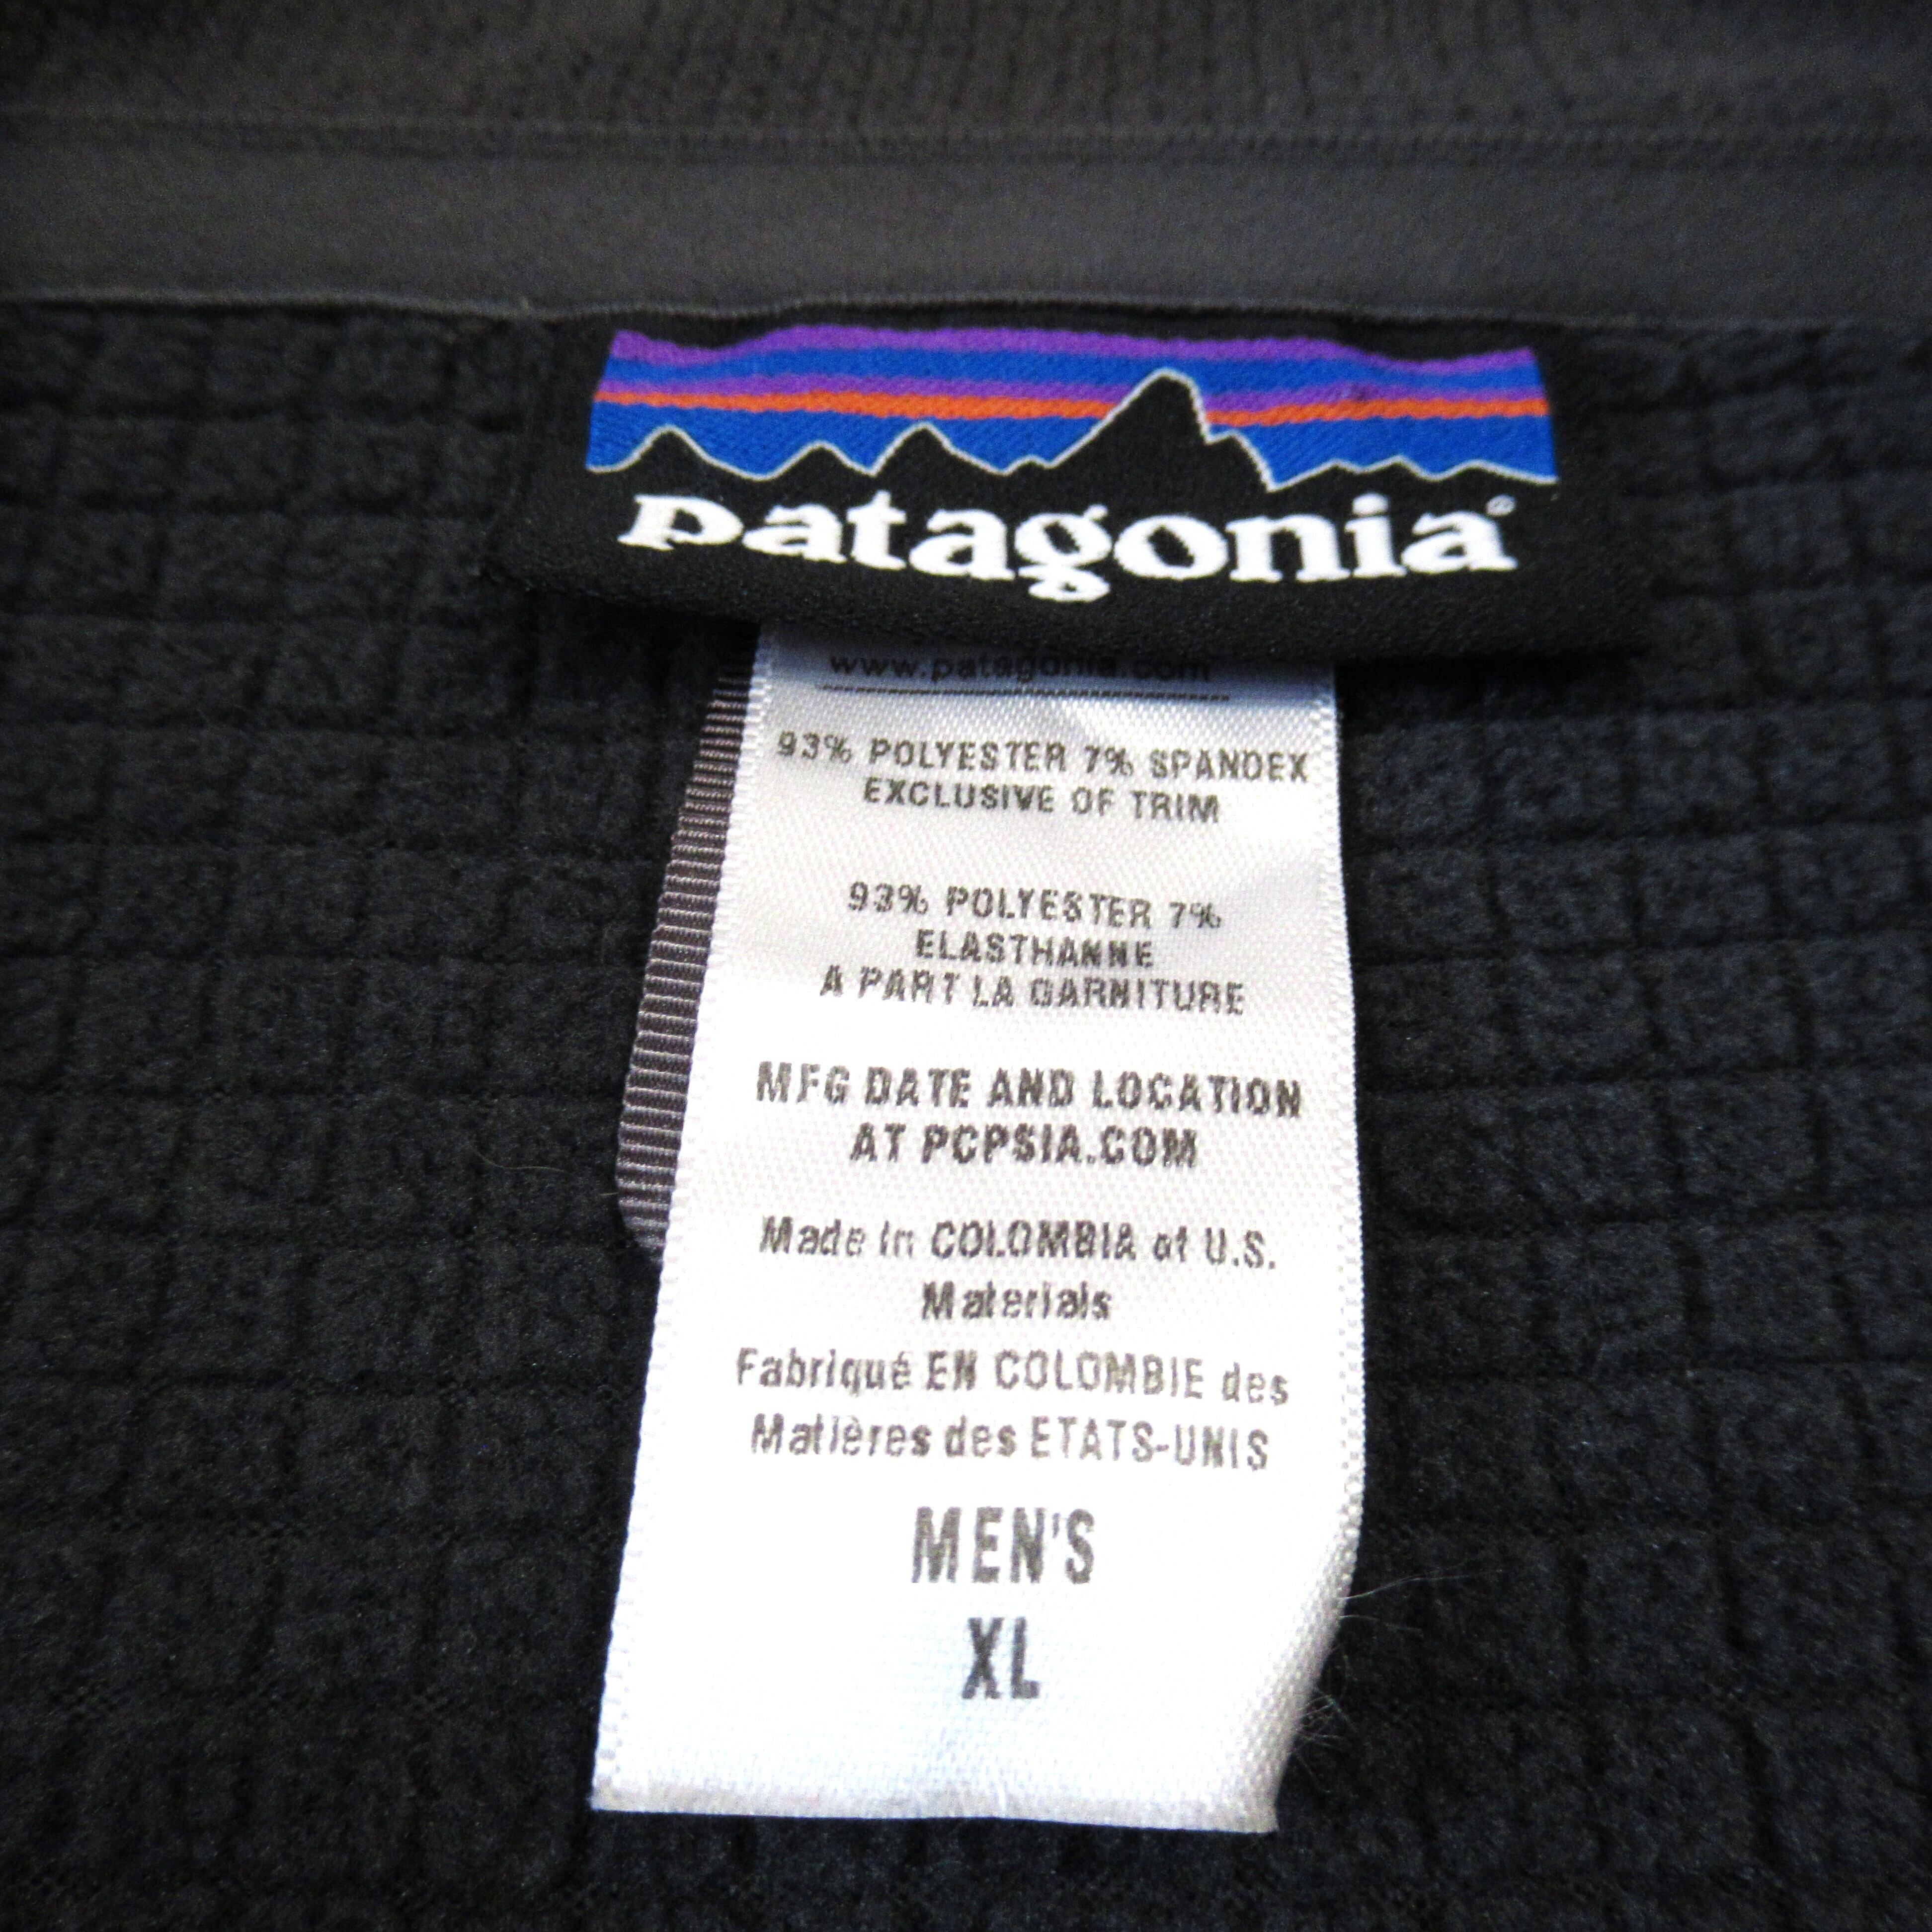 patagonia®
www.patagonia.com
93% POLYESTER 7% SPANDEX
EXCLUSIVE OF TRIM
93% POLYESTER 7%
ELASTHANNE
A PART LA GARNITURE
MFG DATE AND LOCATION
AT PCPSIA.COM
Made in COLOMBIA of U.S.
Materials
Fabriqué EN COLOMBIE des
Matières des ETATS-UNIS
MEN'S
XL